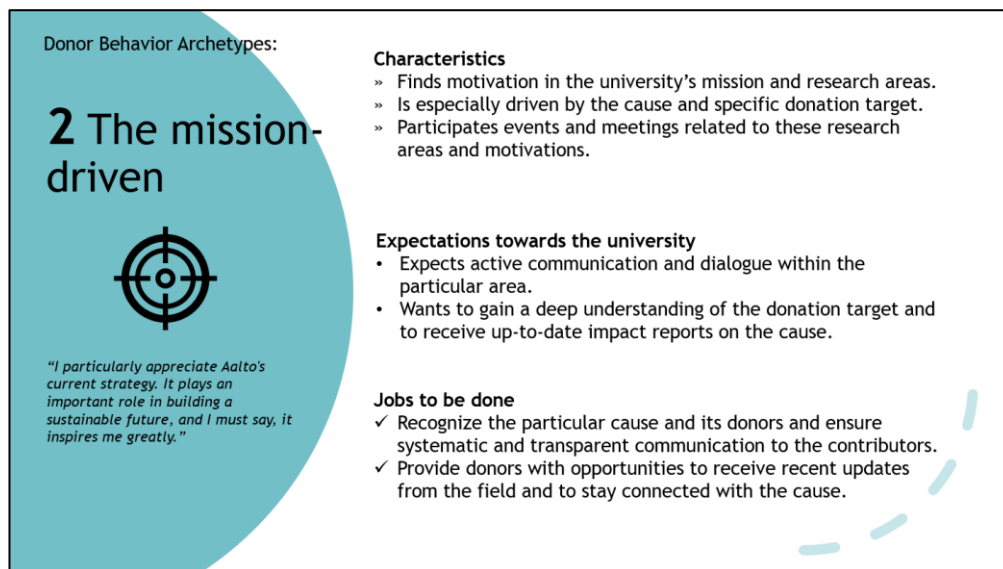 Donor Behavior Archetypes:
2 The mission-
driven
"I particularly appreciate Aalto's
current strategy. It plays an
important role in building a
sustainable future, and I must say, it
inspires me greatly."
Characteristics
» Finds motivation in the university's mission and research areas.
» Is especially driven by the cause and specific donation target.
» Participates events and meetings related to these research
areas and motivations.
Expectations towards the university
• Expects active communication and dialogue within the
particular area.
• Wants to gain a deep understanding of the donation target and
to receive up-to-date impact reports on the cause.
Jobs to be done
✓ Recognize the particular cause and its donors and ensure
systematic and transparent communication to the contributors.
✓ Provide donors with opportunities to receive recent updates
from the field and to stay connected with the cause.